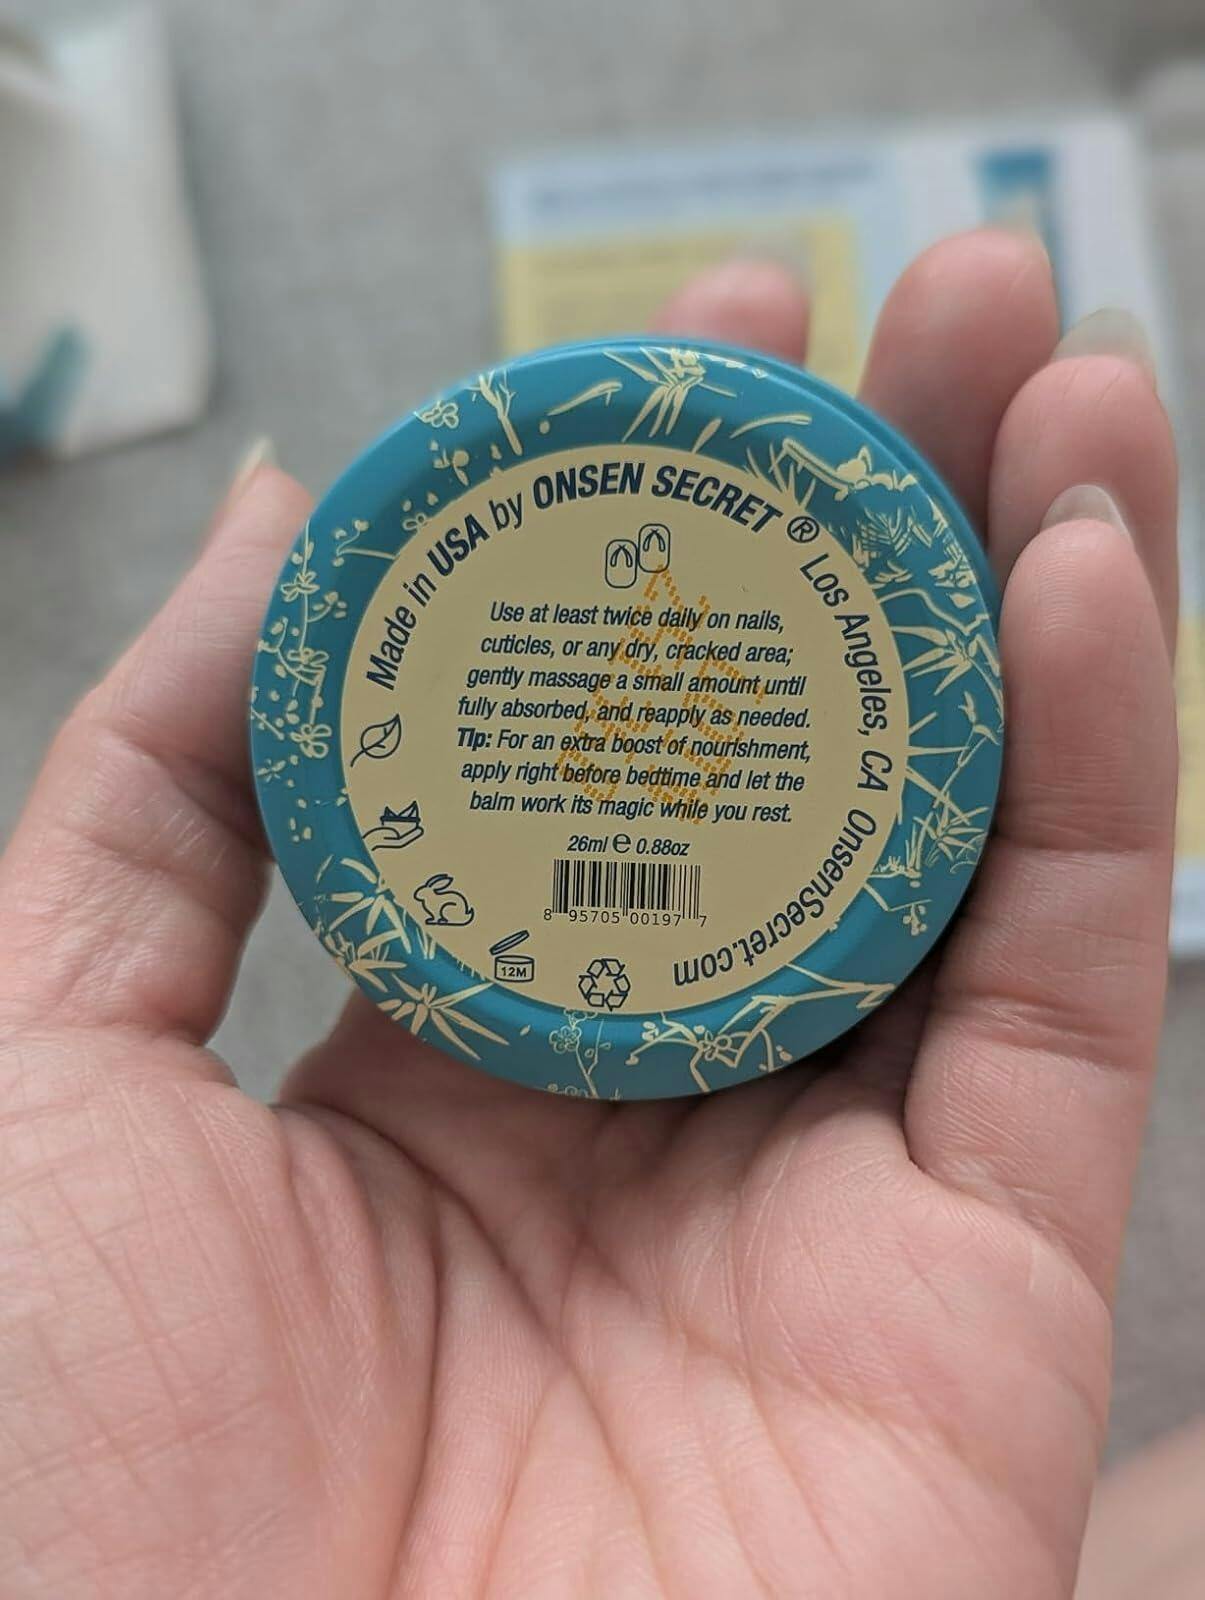 Made in USA by ONSEN SECRET ® Los Angeles, CA OnsenSecret.com
Use at least twice daily on nails,
cuticles, or any dry, cracked area;
gently massage a small amount until
fully absorbed, and reapply as needed.
Tip: For an extra boost of nourishment,
apply right before bedtime and let the
balm work its magic while you rest.
26ml ℮ 0.88oz
8 95705 00197 7
12M